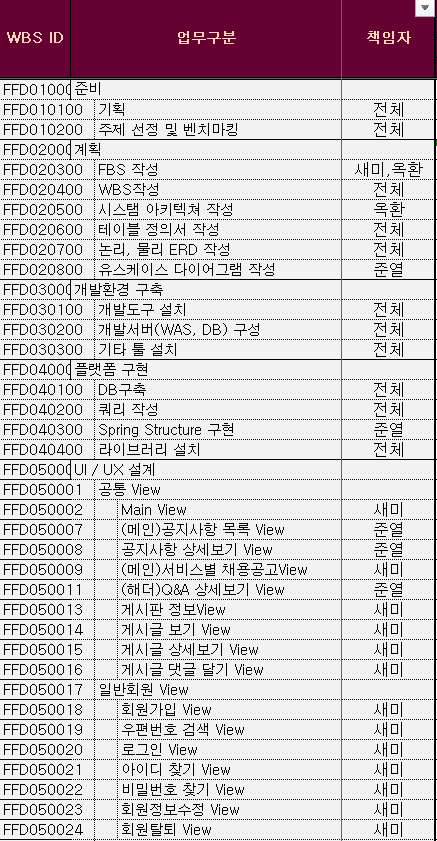 WBS ID 업무구분 책임자
FFD01000 준비
FFD010100 기획 전체
FFD010200 주제 선정 및 벤치마킹 전체
FFD02000 계획
FFD020300 FBS 작성 새미,옥환
FFD020400 WBS작성 전체
FFD020500 시스탬 아키텍쳐 작성 옥환
FFD020600 테이블 정의서 작성 전체
FFD020700 논리, 물리 ERD 작성 전체
FFD020800 유스케이스 다이어그램 작성 준열
FFD03000 개발환경 구축
FFD030100 개발도구 설치 전체
FFD030200 개발서버(WAS, DB) 구성 전체
FFD030300 기타 툴 설치 전체
FFD04000 플랫폼 구현
FFD040100 DB구축 전체
FFD040200 쿼리 작성 전체
FFD040300 Spring Structure 구현 준열
FFD040400 라이브러리 설치 전체
FFD05000 UI / UX 설계
FFD050001 공통 View
FFD050002 Main View 새미
FFD050007 (메인)공지사항 목록 View 준열
FFD050008 공지사항 상세보기 View 준열
FFD050009 (메인)서비스별 채용공고View 새미
FFD050011 (해더)Q&A 상세보기 View 준열
FFD050013 게시판 정보View 새미
FFD050014 게시글 보기 View 새미
FFD050015 게시글 상세보기 View 새미
FFD050016 게시글 댓글 달기 View 새미
FFD050017 일반회원 View
FFD050018 회원가입 View 새미
FFD050019 우편번호 검색 View 새미
FFD050020 로그인 View 새미
FFD050021 아이디 찾기 View 새미
FFD050022 비밀번호 찾기 View 새미
FFD050023 회원정보수정 View 새미
FFD050024 회원탈퇴 View 새미